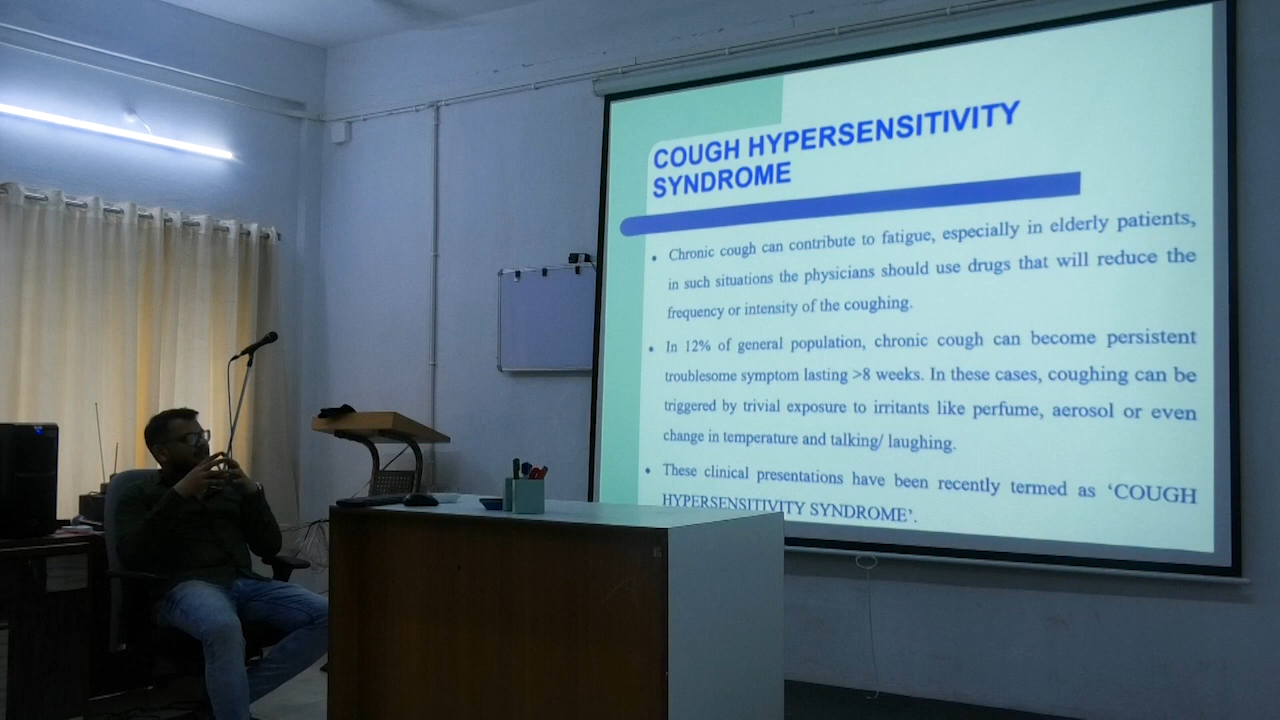 COUGH HYPERSENSITIVITY
SYNDROME
• Chronic cough can contribute to fatigue, especially in elderly patients,
in such situations the physicians should use drugs that will reduce the
frequency or intensity of the coughing.
• In 12% of general population, chronic cough can become persistent
troublesome symptom lasting >8 weeks. In these cases, coughing can be
triggered by trivial exposure to irritants like perfume, aerosol or even
change in temperature and talking/ laughing.
• These clinical presentations have been recently termed as ‘COUGH
HYPERSENSITIVITY SYNDROME’.